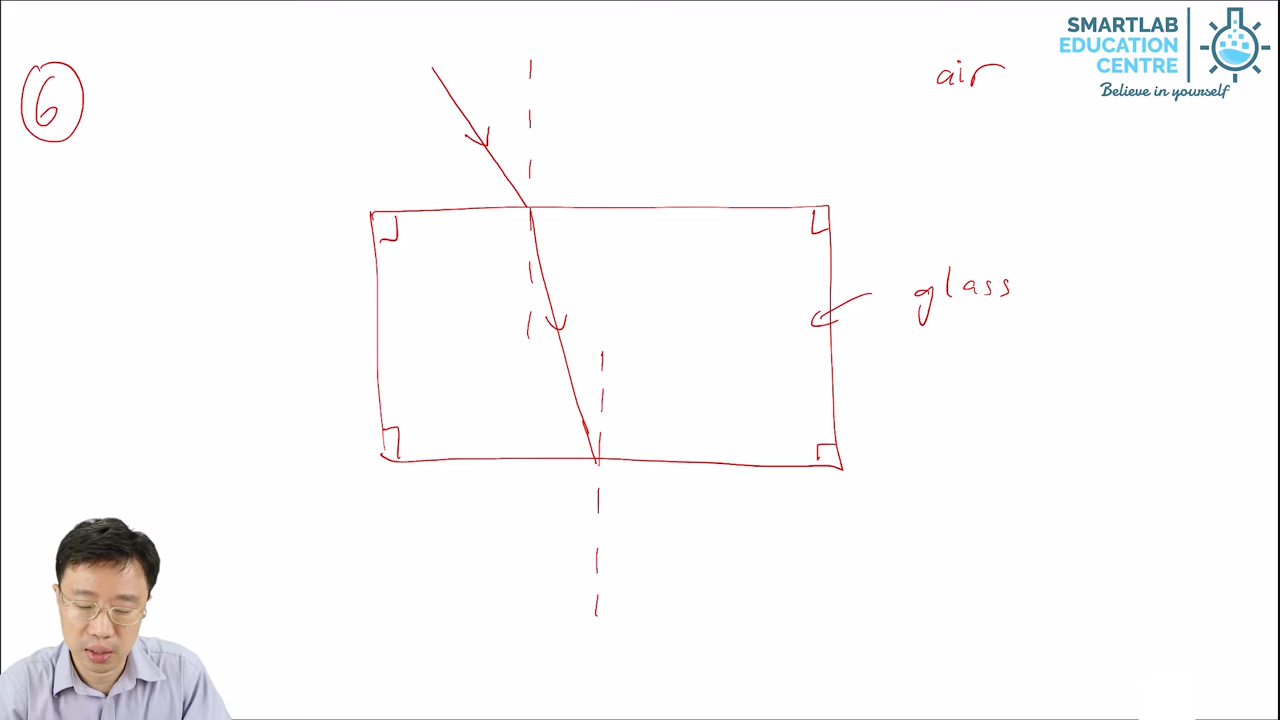 6
SMARTLAB
EDUCATION
CENTRE
Believe in yourself
air
glass